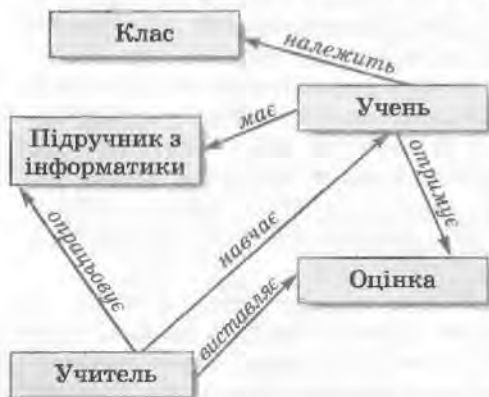 Клас
належить
Учень
має
Підручник з
інформатики
отримує
опрацьовує
навчає
Оцінка
виставляє
Учитель